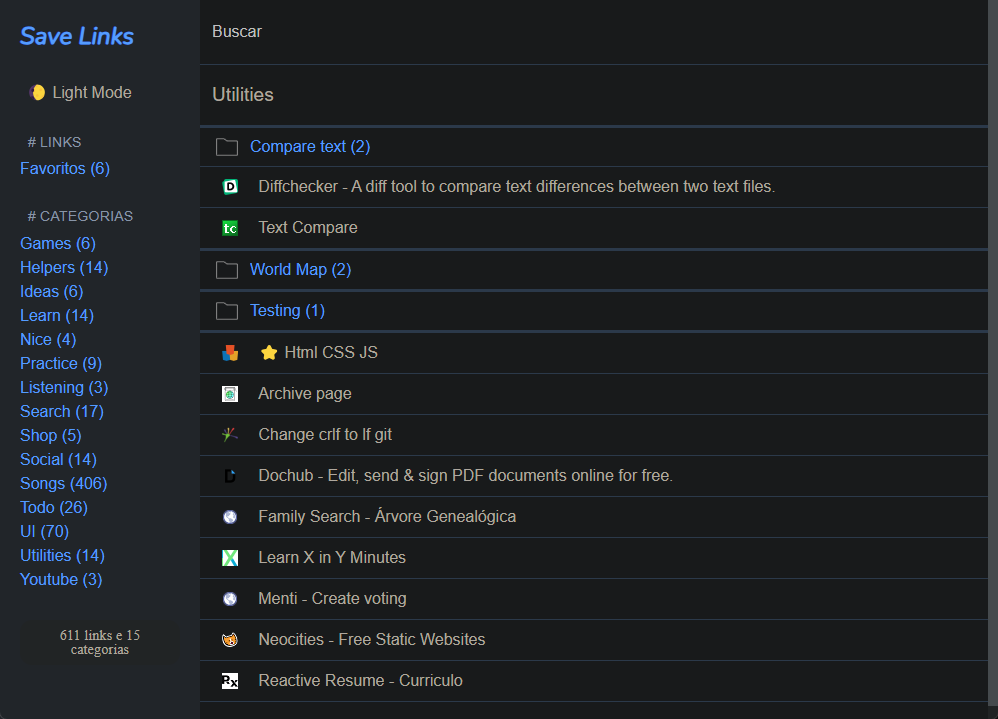 Save Links
Light Mode
# LINKS
Favoritos (6)
# CATEGORIAS
Games (6)
Helpers (14)
Ideas (6)
Learn (14)
Nice (4)
Practice (9)
Listening (3)
Search (17)
Shop (5)
Social (14)
Songs (406)
Todo (26)
UI (70)
Utilities (14)
Youtube (3)
611 links e 15
categorias
Buscar
Utilities
Compare text (2)
D Diffchecker - A diff tool to compare text differences between two text files.
tc Text Compare
World Map (2)
Testing (1)
Html CSS JS
Archive page
Change crlf to lf git
D Dochub - Edit, send & sign PDF documents online for free.
Family Search - Árvore Genealógica
X Learn X in Y Minutes
Menti - Create voting
Neocities - Free Static Websites
Rx Reactive Resume - Curriculo